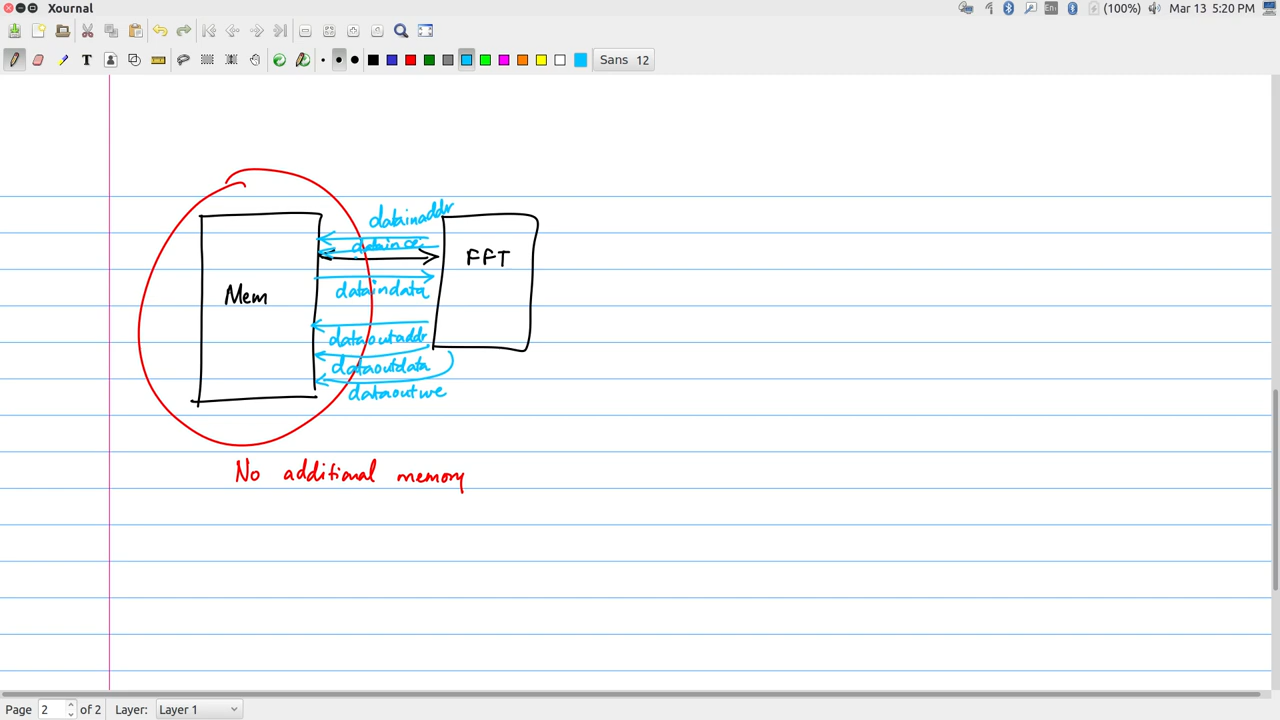 Xournal
(100%)
Mar 13 5:20 PM
En
Sans 12
datainaddr
dataince
FFT
Mem
dataindata
dataoutaddr
dataoutdata
dataoutwe
No additional memory
Page 2 of 2 Layer: Layer 1